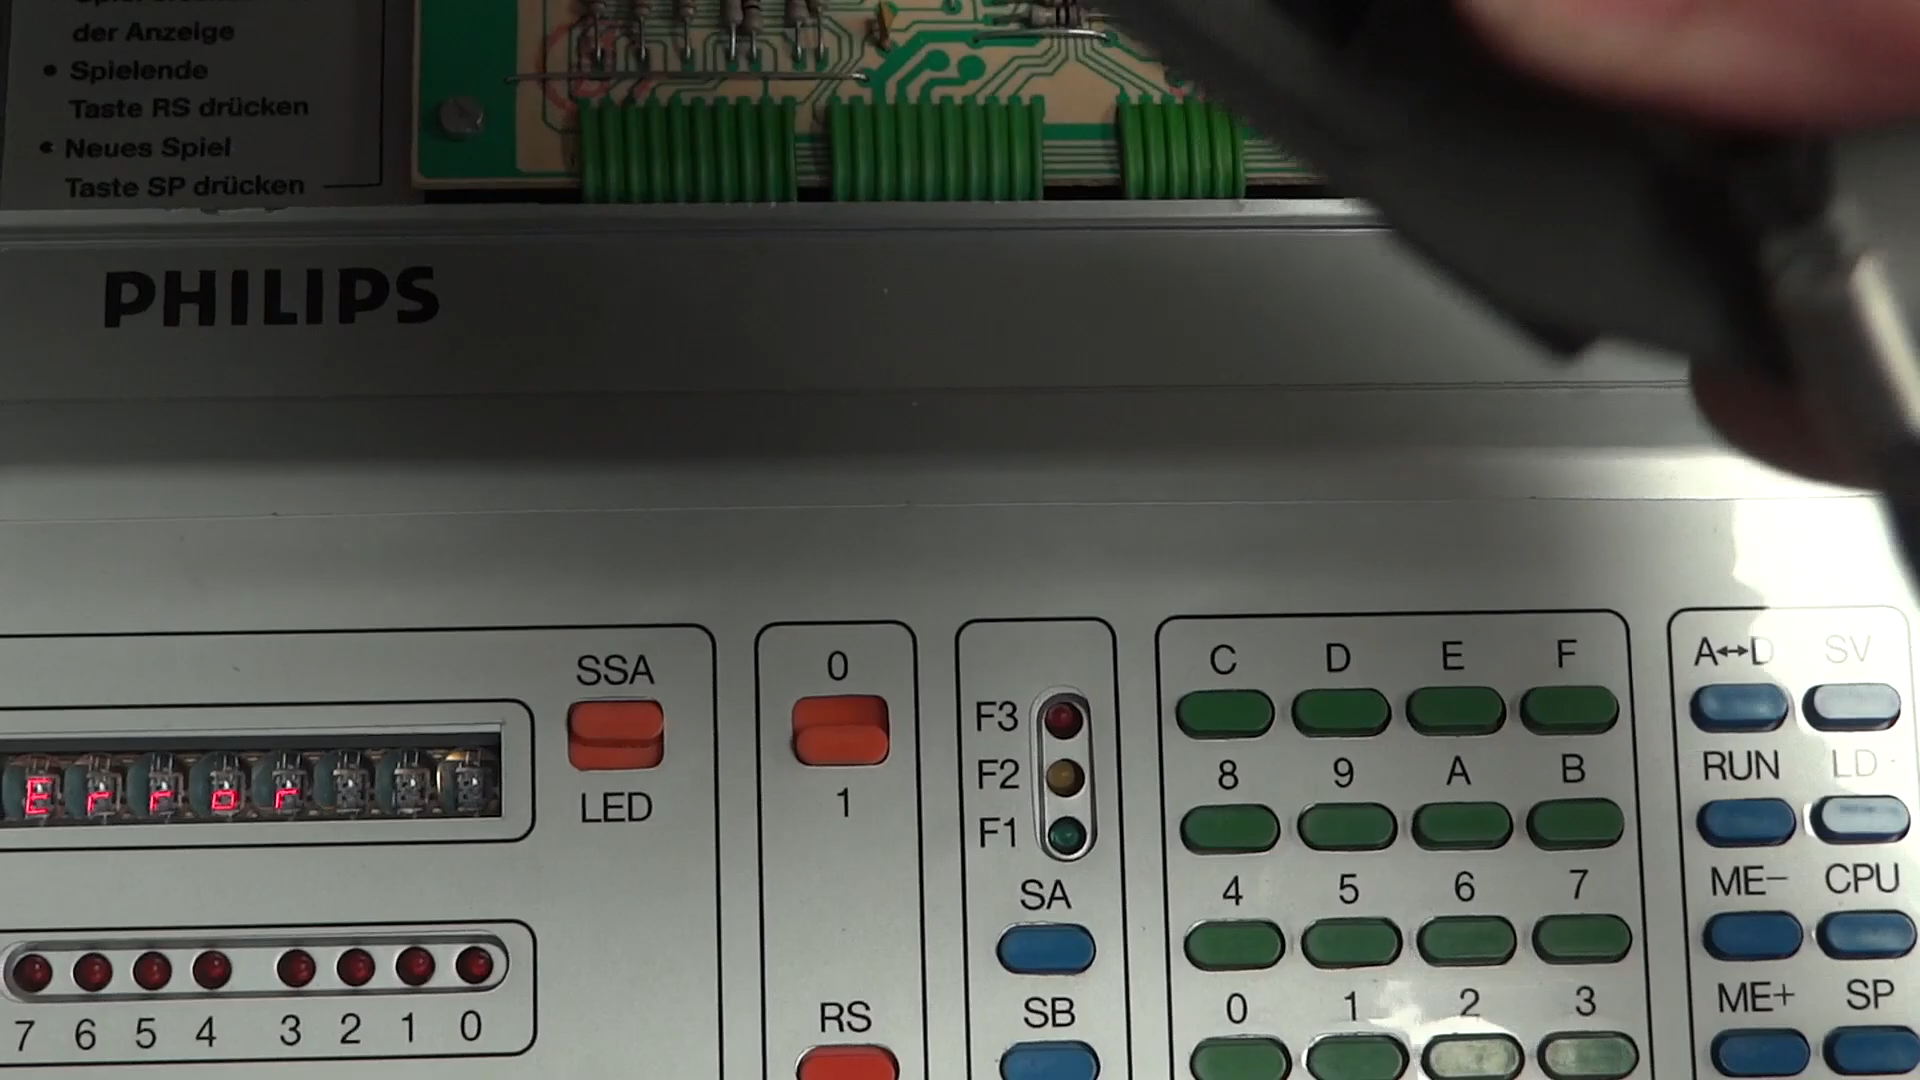 der Anzeige
• Spielende
Taste RS drücken
• Neues Spiel
Taste SP drücken
PHILIPS
SSA
LED
Error
7 6 5 4 3 2 1 0
0
1
RS
F3
F2
F1
SA
SB
C D E F
8 9 A B
4 5 6 7
0 1 2 3
A↔D SV
RUN LD
ME− CPU
ME+ SP